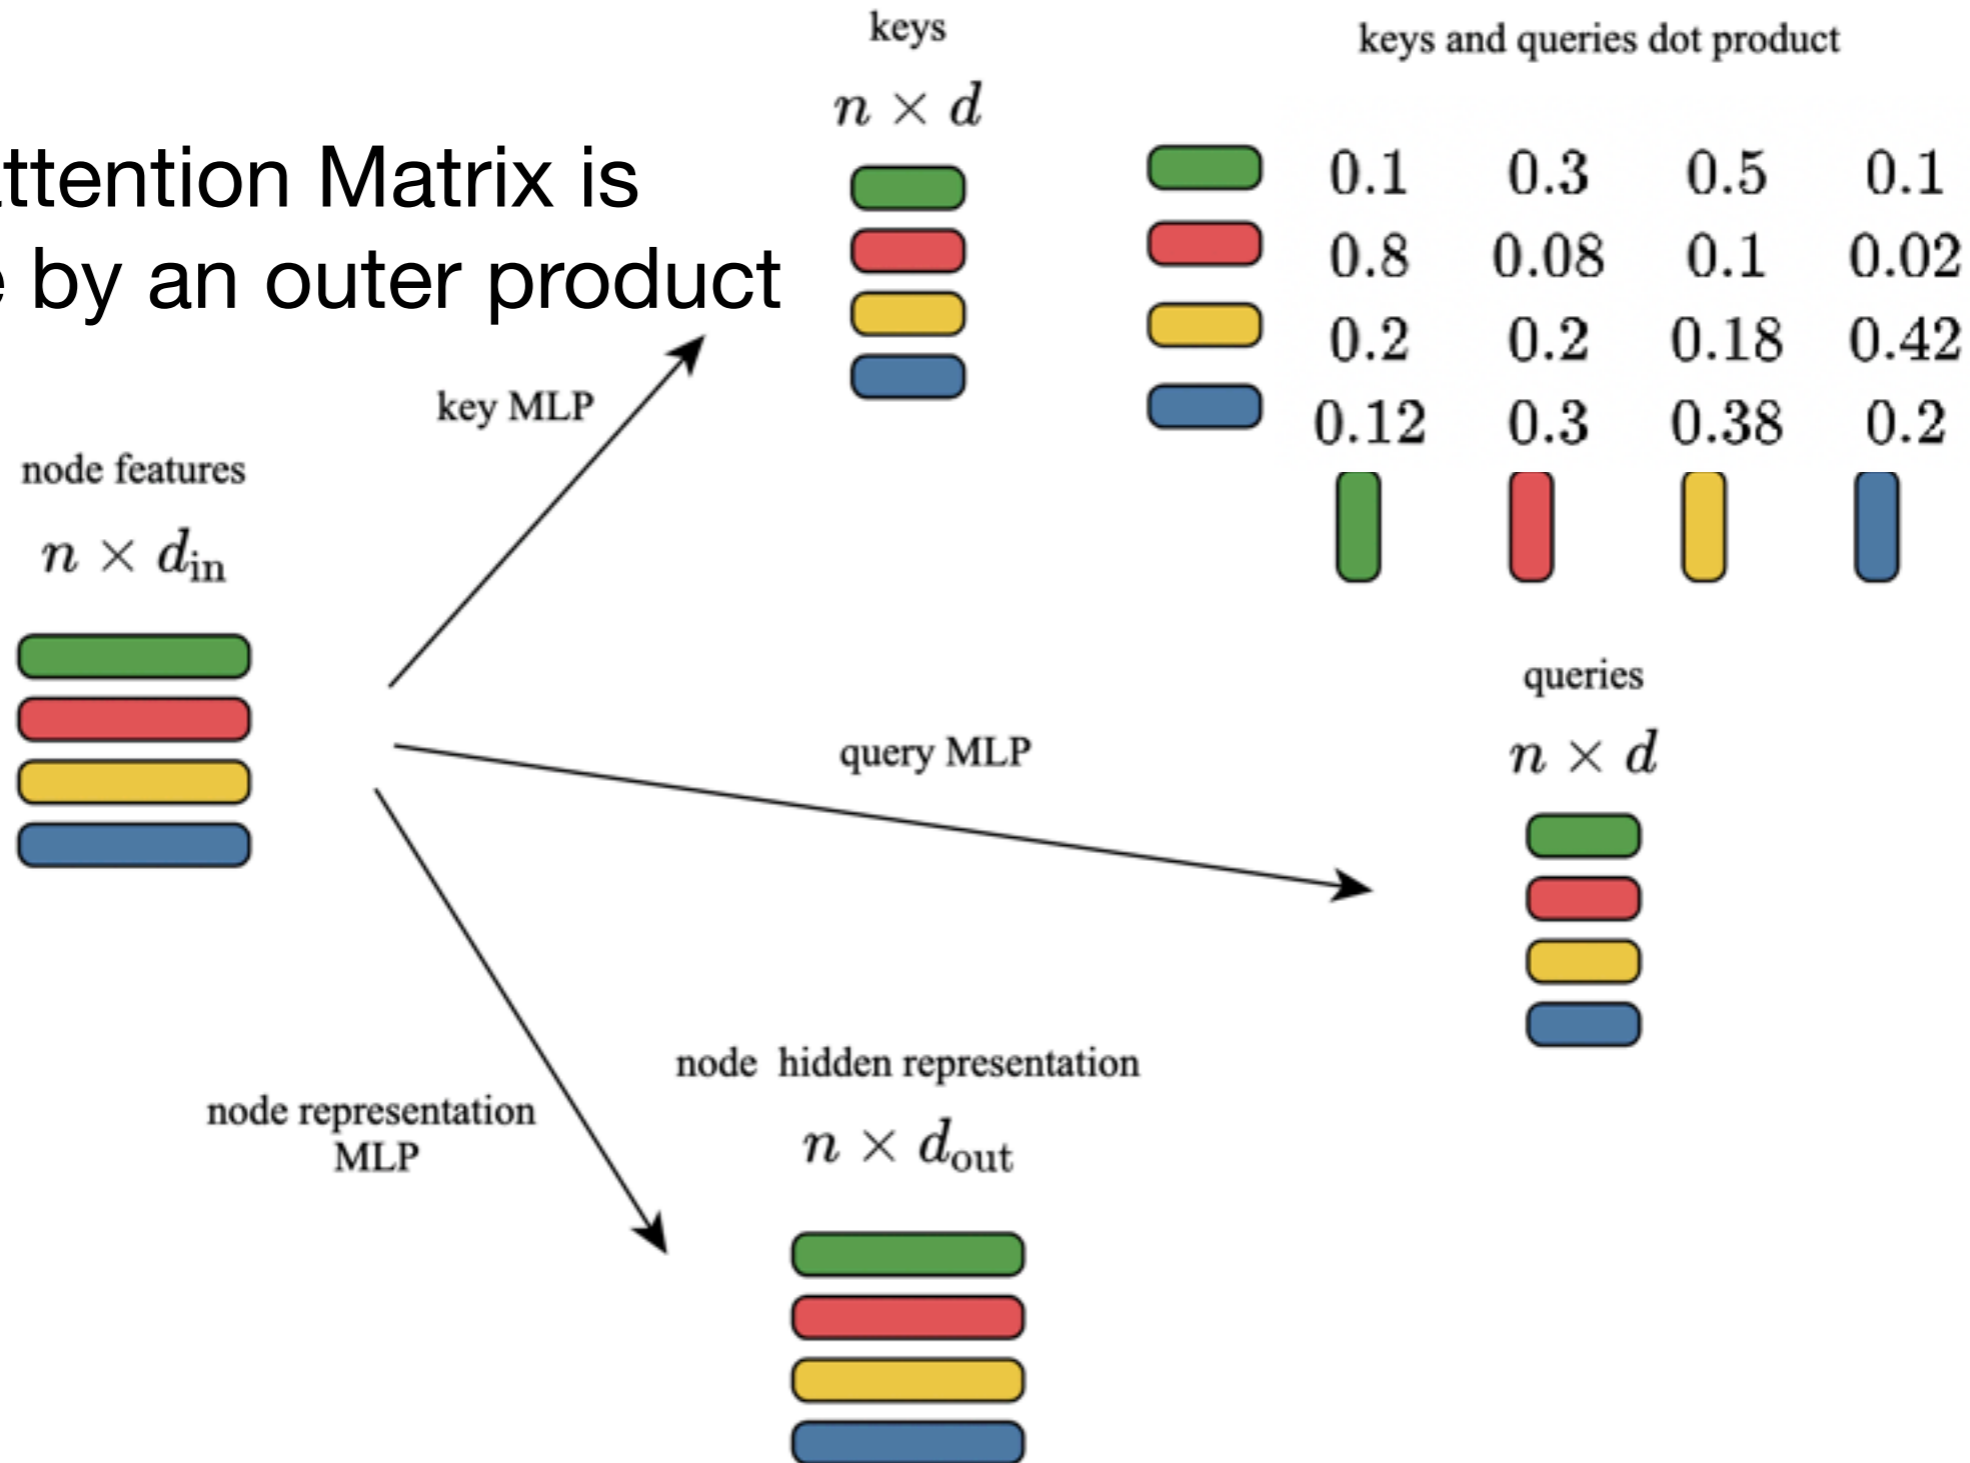 keys
n × d
keys and queries dot product
ttention Matrix is
e by an outer product
0.1 0.3 0.5 0.1
0.8 0.08 0.1 0.02
0.2 0.2 0.18 0.42
0.12 0.3 0.38 0.2
key MLP
node features
n × d_in
queries
n × d
query MLP
node representation
MLP
node hidden representation
n × d_out